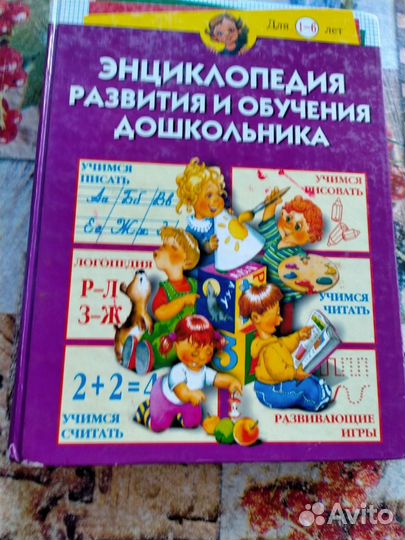 Для 1-6 лет
ЭНЦИКЛОПЕДИЯ
РАЗВИТИЯ И ОБУЧЕНИЯ
ДОШКОЛЬНИКА
УЧИМСЯ
ПИСАТЬ
Аа Бб Вв
Ее Жж З
УЧИМСЯ
РИСОВАТЬ
ЛОГОПЕДИЯ
Р-Л
З-Ж
УЧИМСЯ
ЧИТАТЬ
2+2=4
УЧИМСЯ
СЧИТАТЬ
РАЗВИВАЮЩИЕ
ИГРЫ
Avito